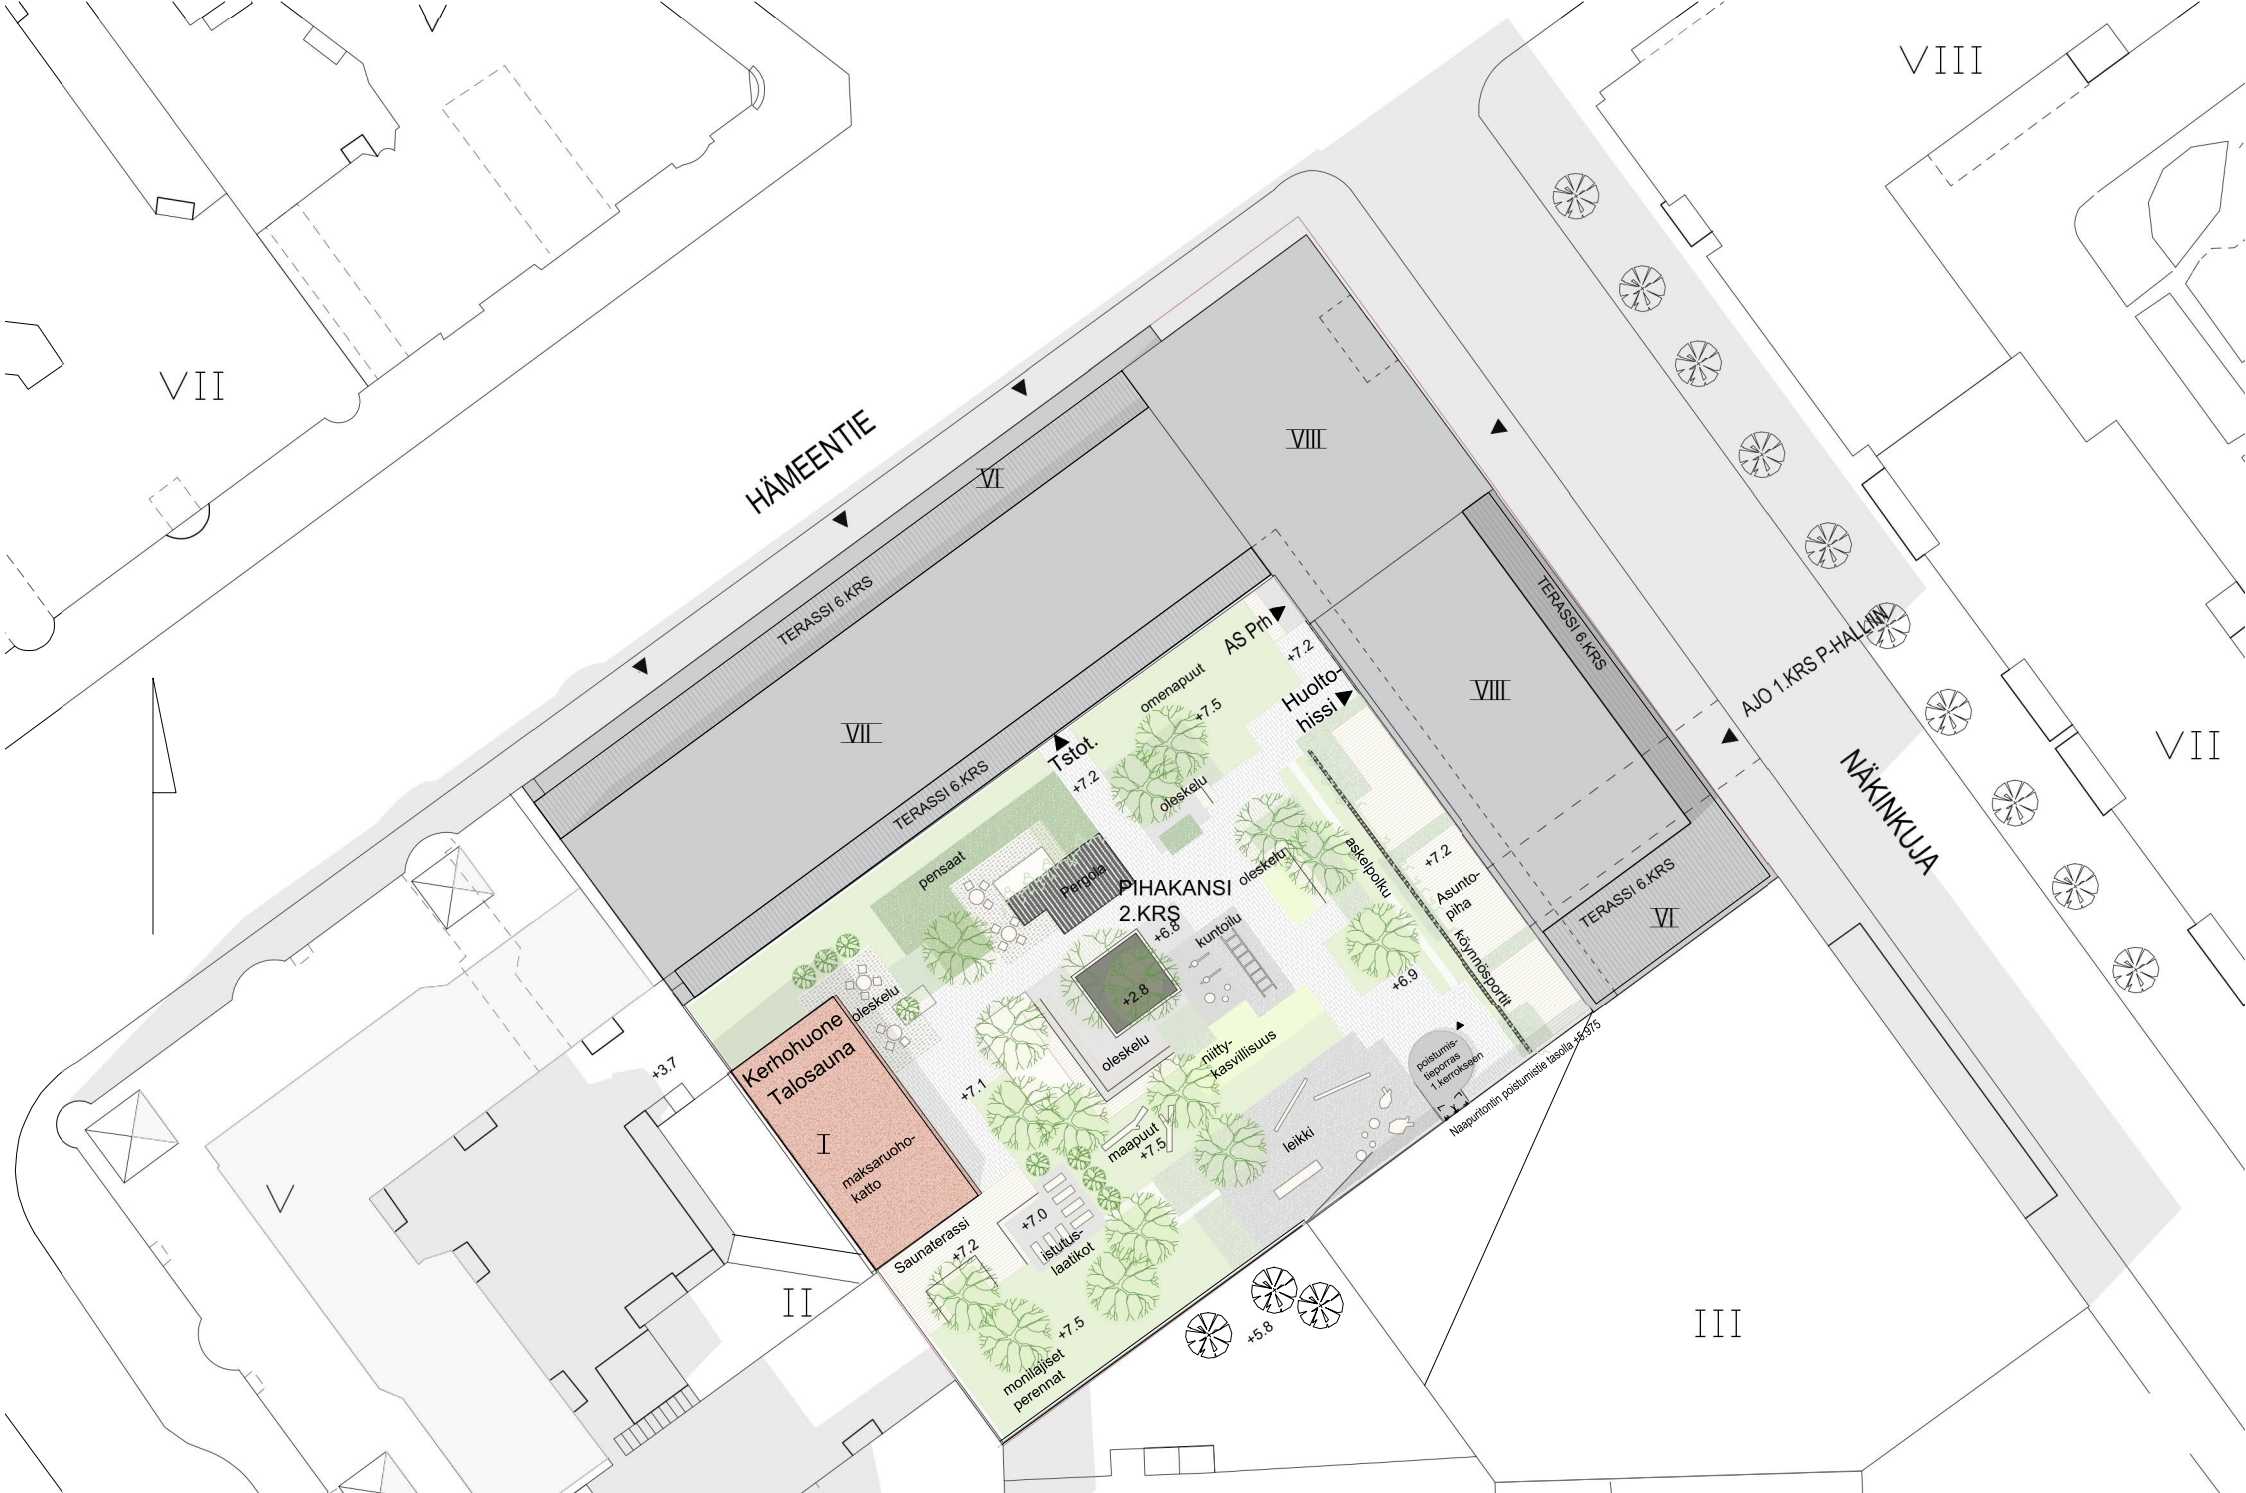 V
VIII
VII
HÄMEENTIE
VIII
VI
TERASSI 6.KRS
TERASSI 6.KRS
AS Prh
+7.2
omenapuut
+7.5
Huolto-
hissi
VIII
AJO 1.KRS P-HALLIIN
VII
VII
Tstot.
+7.2
TERASSI 6.KRS
oleskelu
NÄKINKUJA
pensaat
Pergola
PIHAKANSI
2.KRS
+6.8
oleskelu
askelpolku
+7.2
Asunto-
piha
TERASSI 6.KRS
VI
kuntoilu
köynnösportit
+6.9
+2.8
oleskelu
Kerhohuone
Talosauna
oleskelu
niitty-
kasvillisuus
poistumis-
tieporras
1.kerrokseen
Naapuritontin poistumistie tasolla +5.975
+3.7
+7.1
I
maksaruoho-
katto
maapuut
+7.5
leikki
V
Saunaterassi
+7.2
+7.0
istutus-
laatikot
II
+7.5
+5.8
III
monilajiset
perennat